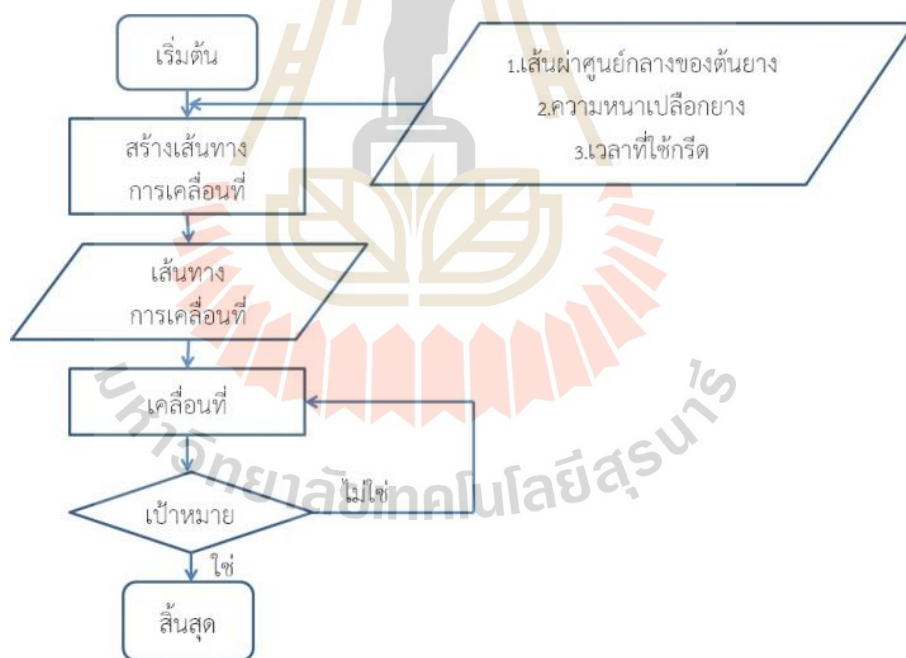 เริ่มต้น
1.เส้นผ่าศูนย์กลางของต้นยาง
2.ความหนาเปลือกยาง
3.เวลาที่ใช้กรีด
สร้างเส้นทาง
การเคลื่อนที่
เส้นทาง
การเคลื่อนที่
เคลื่อนที่
เป้าหมาย
ไม่ใช่
ใช่
สิ้นสุด
มหาวิทยาลัยเทคโนโลยีสุรนารี